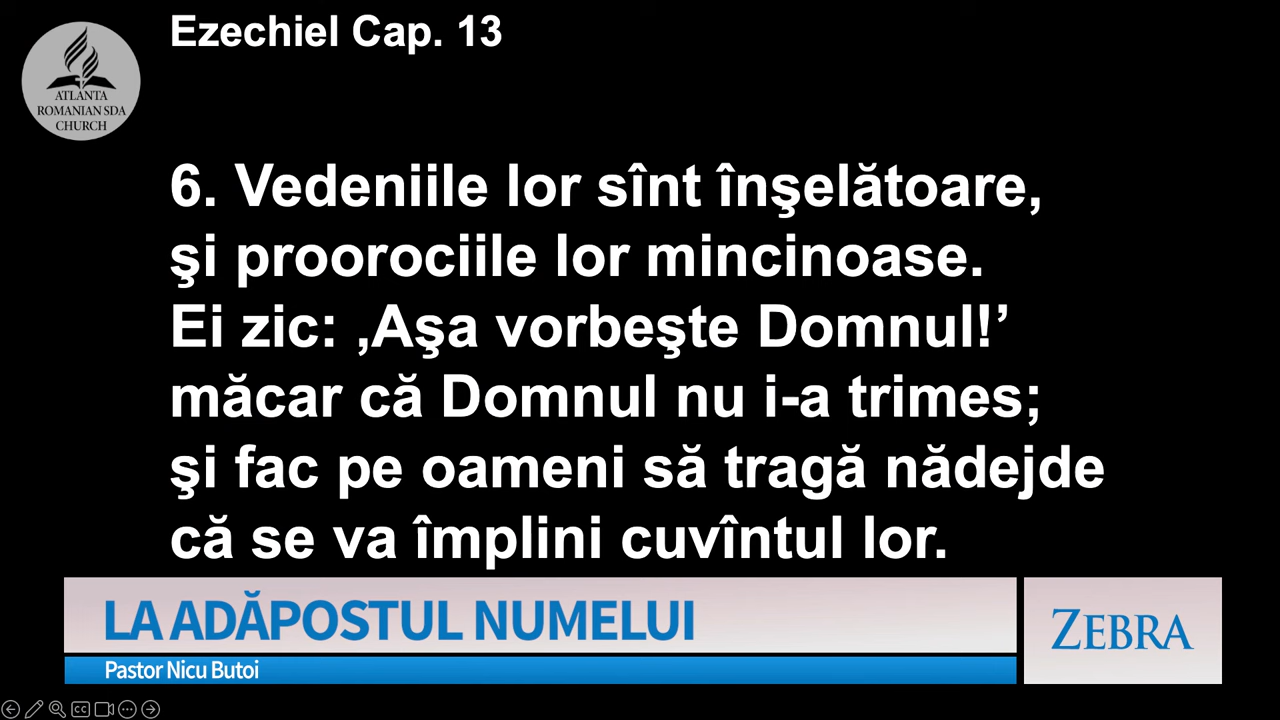 Ezechiel Cap. 13
ATLANTA
ROMANIAN SDA
CHURCH
6. Vedeniile lor sînt înşelătoare,
şi proorociile lor mincinoase.
Ei zic: ‚Aşa vorbeşte Domnul!’
măcar că Domnul nu i-a trimes;
şi fac pe oameni să tragă nădejde
că se va împlini cuvîntul lor.
LA ADĂPOSTUL NUMELUI
ZEBRA
Pastor Nicu Butoi
CC